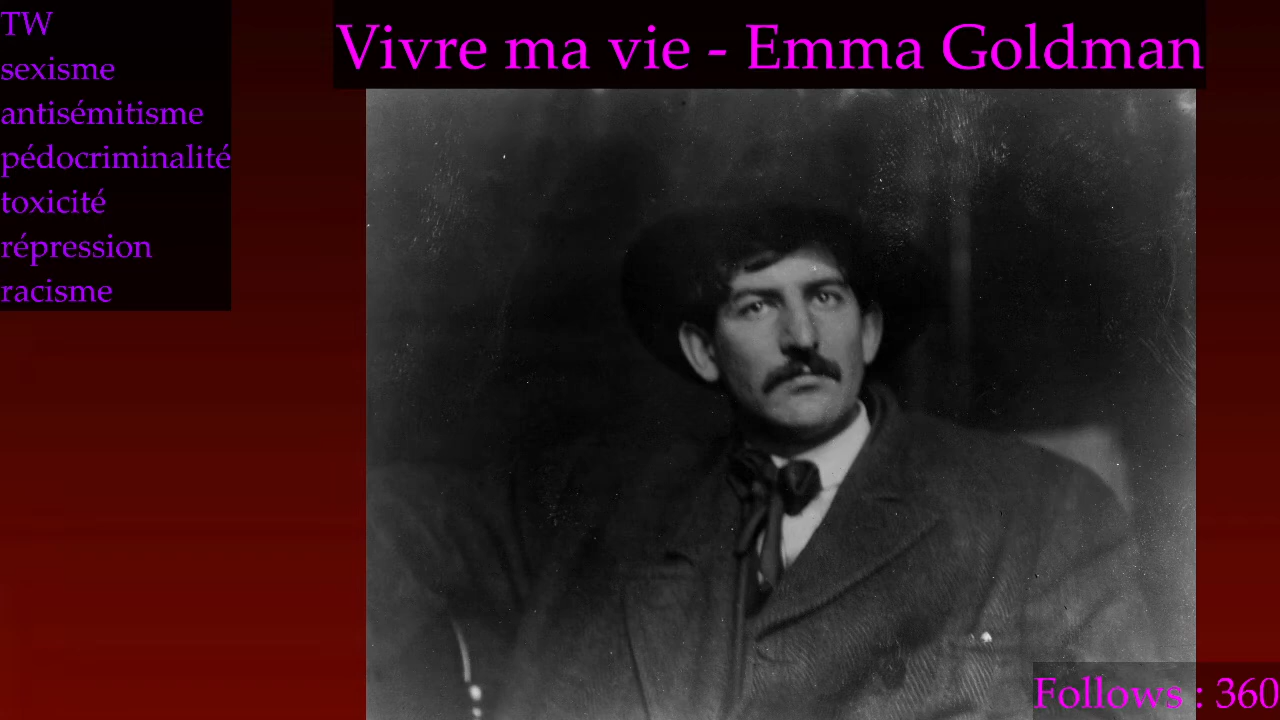 TW
sexisme
antisémitisme
pédocriminalité
toxicité
répression
racisme
Vivre ma vie - Emma Goldman
Follows : 360